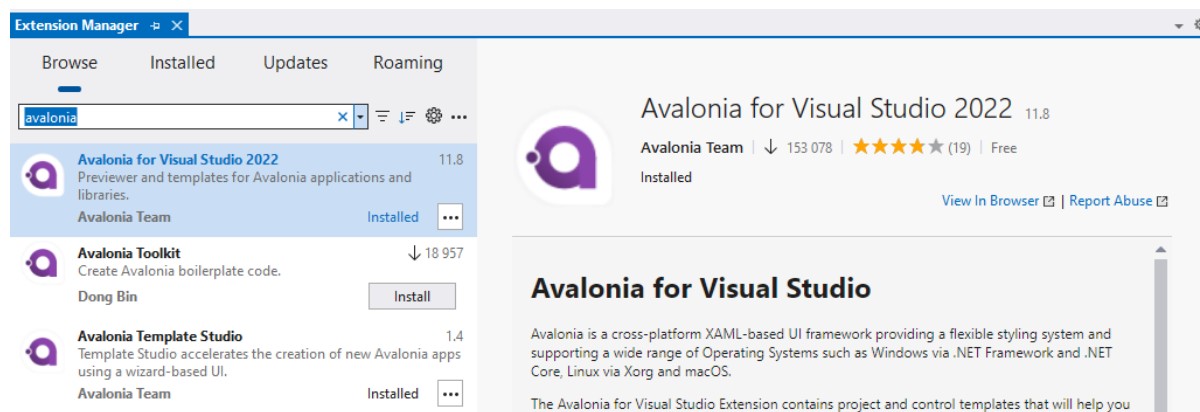 Extension Manager
Browse Installed Updates Roaming
avalonia
Avalonia for Visual Studio 2022 11.8
Previewer and templates for Avalonia applications and
libraries.
Avalonia Team Installed
Avalonia Toolkit 18 957
Create Avalonia boilerplate code.
Dong Bin Install
Avalonia Template Studio 1.4
Template Studio accelerates the creation of new Avalonia apps
using a wizard-based UI.
Avalonia Team Installed
Avalonia for Visual Studio 2022 11.8
Avalonia Team 153 078 (19) Free
Installed
View In Browser | Report Abuse
Avalonia for Visual Studio
Avalonia is a cross-platform XAML-based UI framework providing a flexible styling system and
supporting a wide range of Operating Systems such as Windows via .NET Framework and .NET
Core, Linux via Xorg and macOS.
The Avalonia for Visual Studio Extension contains project and control templates that will help you